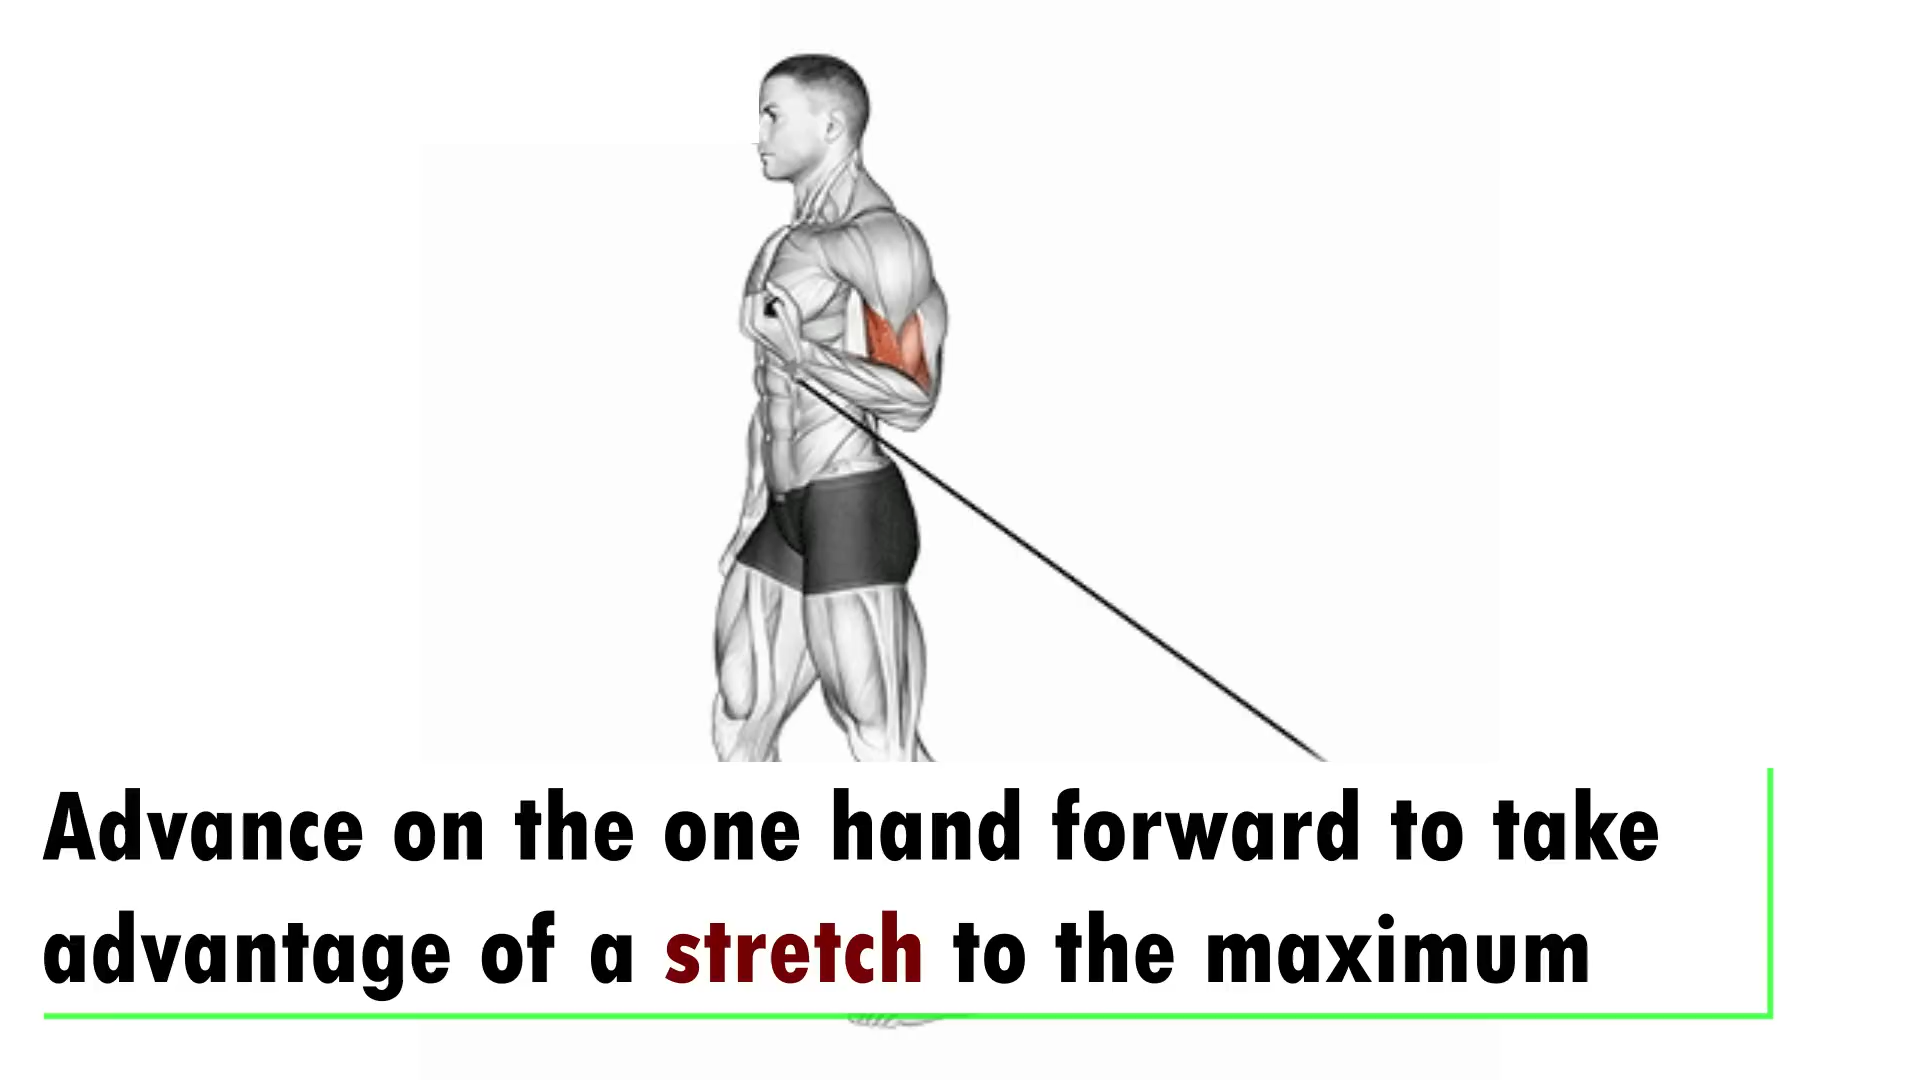 Advance on the one hand forward to take
advantage of a stretch to the maximum